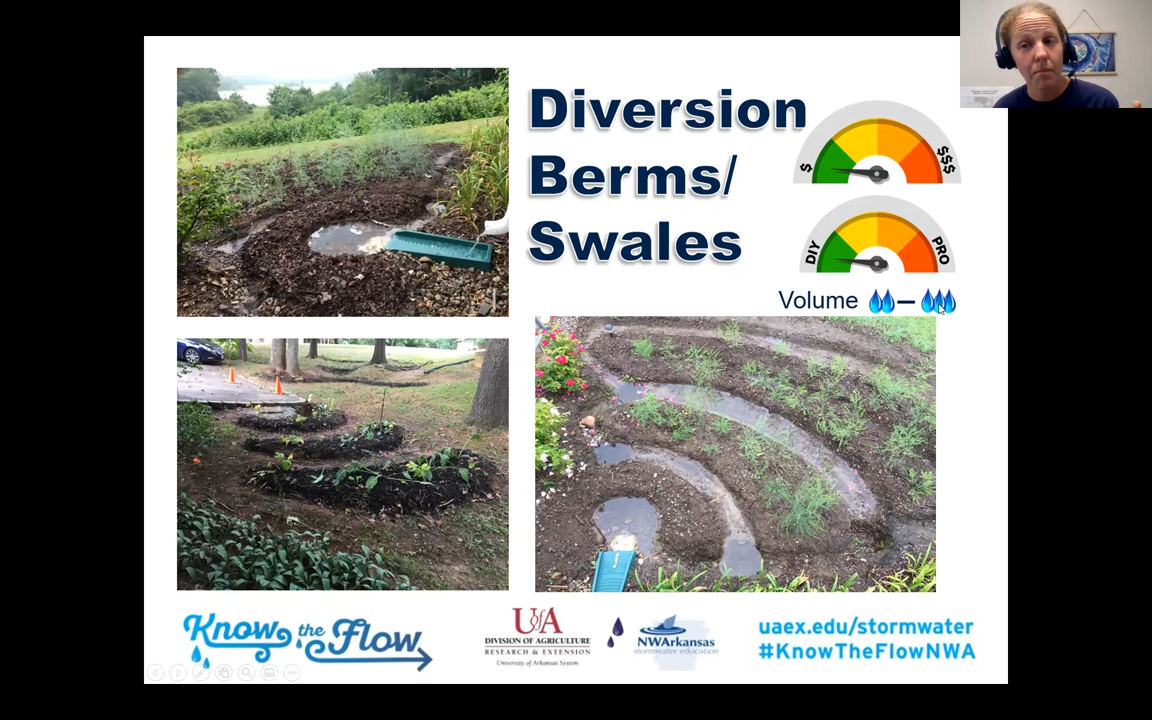 Diversion
Berms/
Swales
$ $$$
DIY PRO
Volume
Know the Flow
UofA
DIVISION OF AGRICULTURE
RESEARCH & EXTENSION
University of Arkansas System
NWArkansas
stormwater education
uaex.edu/stormwater
#KnowTheFlowNWA